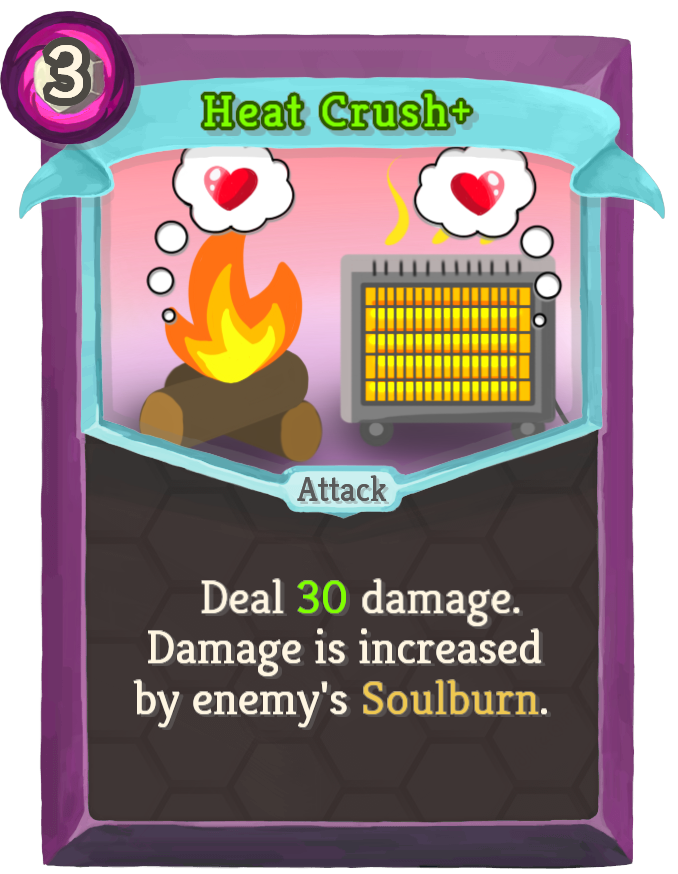 3
Heat Crush+
Attack
Deal 30 damage.
Damage is increased
by enemy's Soulburn.